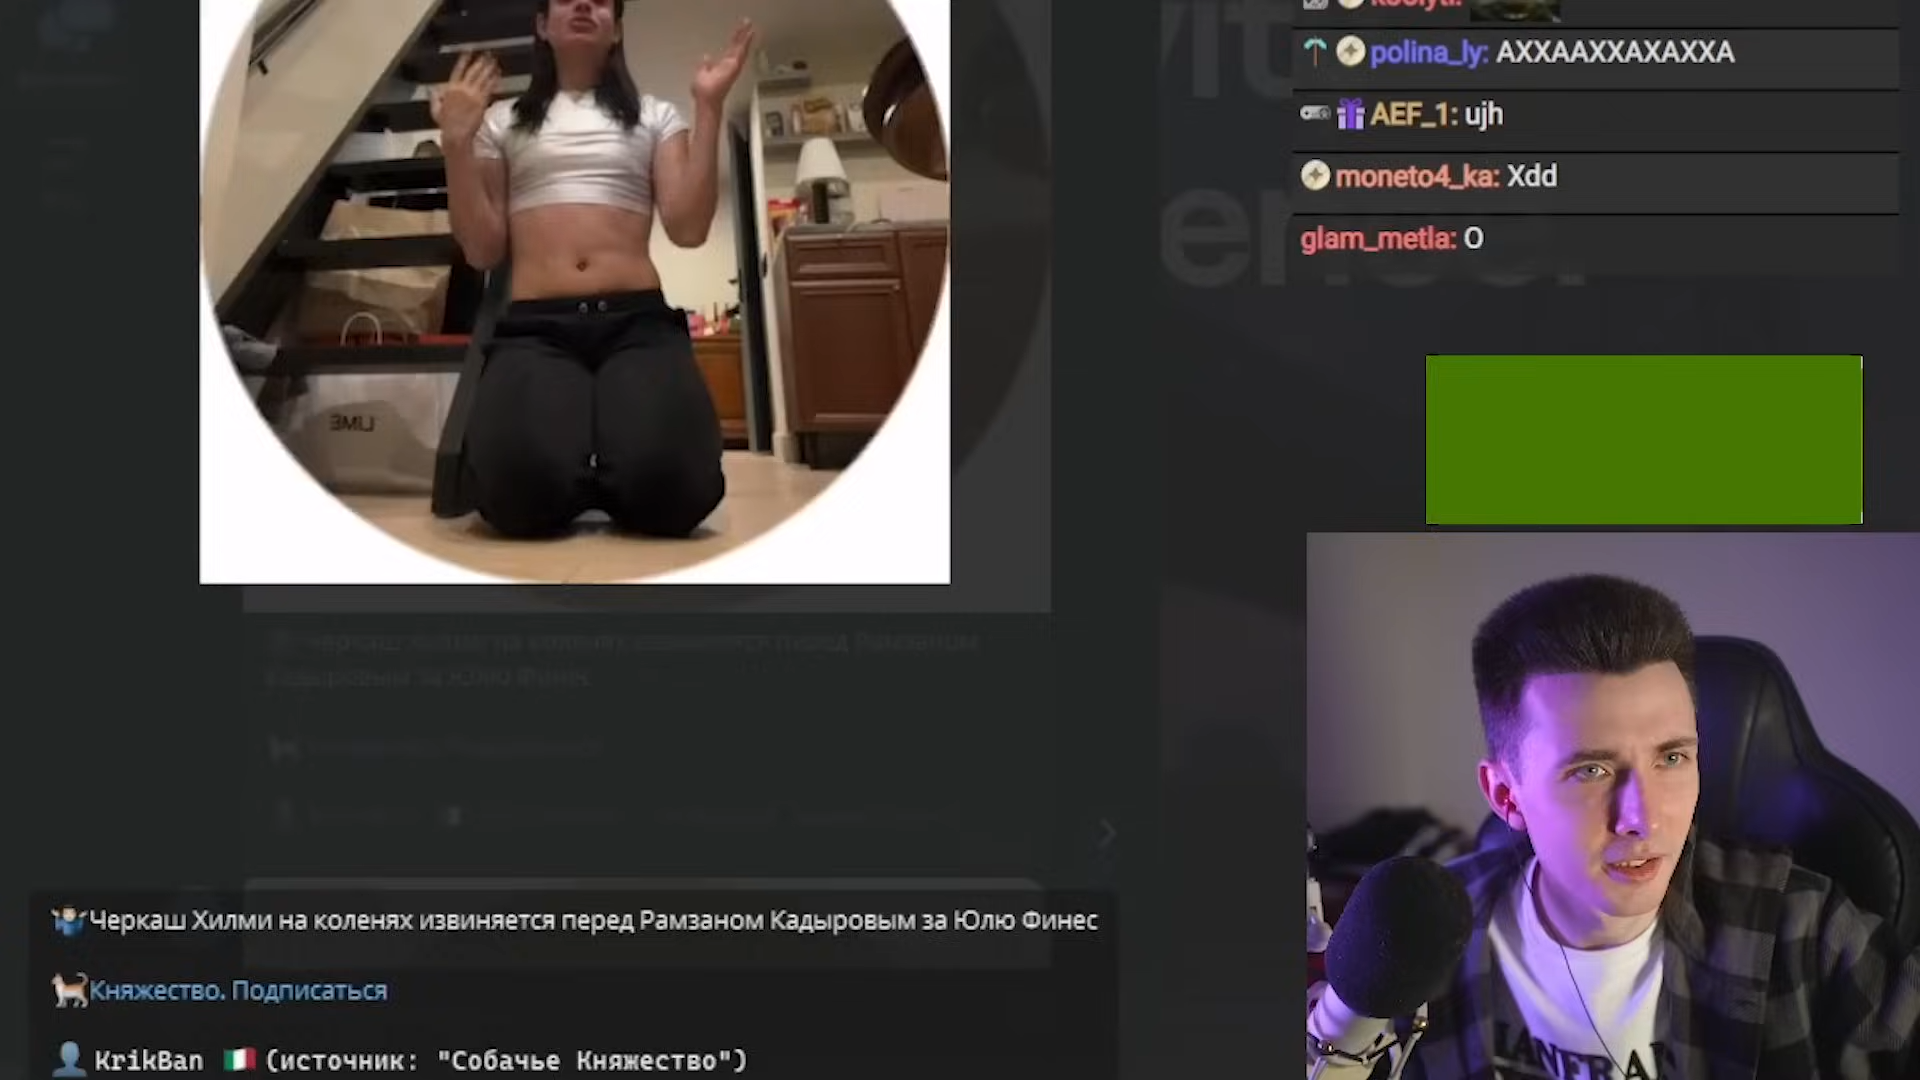 polina_ly: АХХААХХАХАХХА
AEF_1: ujh
moneto4_ka: Xdd
glam_metla: О
ЭМIJ
Черкаш Хилми на коленях извиняется перед Рамзаном Кадыровым за Юлю Финес
Княжество. Подписаться
KrikBan (источник: "Собачье Княжество")